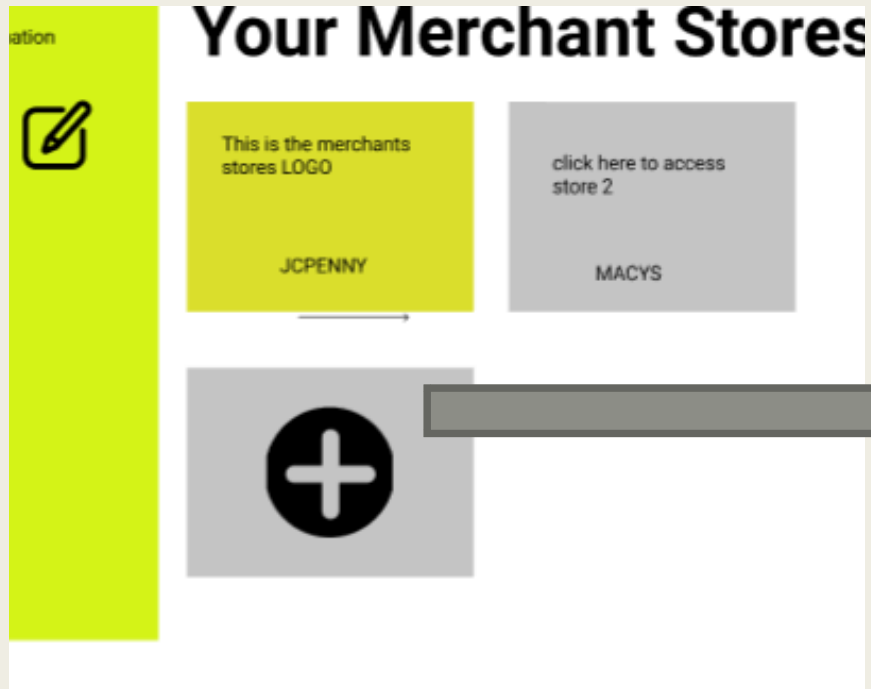 ation
Your Merchant Stores
This is the merchants
stores LOGO
JCPENNY
click here to access
store 2
MACYS